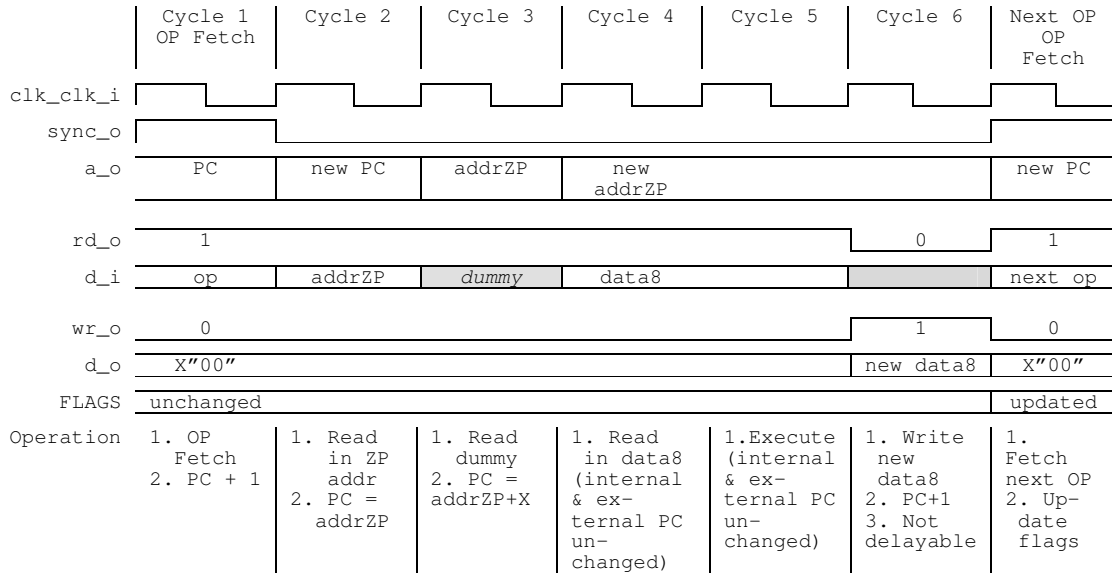 Cycle 1 Cycle 2 Cycle 3 Cycle 4 Cycle 5 Cycle 6 Next OP
OP Fetch OP
Fetch
clk_clk_i
sync_o
a_o PC new PC addrZP new new PC
addrZP
rd_o 1 0 1
d_i op addrZP dummy data8 next op
wr_o 0 1 0
d_o X"00" new data8 X"00"
FLAGS unchanged updated
Operation 1. OP 1. Read 1. Read 1. Read 1.Execute 1. Write 1.
Fetch in ZP dummy in data8 (internal new Fetch
2. PC + 1 addr 2. PC = (internal & ex- data8 next OP
2. PC = addrZP+X & ex- ternal PC 2. PC+1 2. Up-
addrZP ternal PC un- 3. Not date
un- changed) delayable flags
changed)